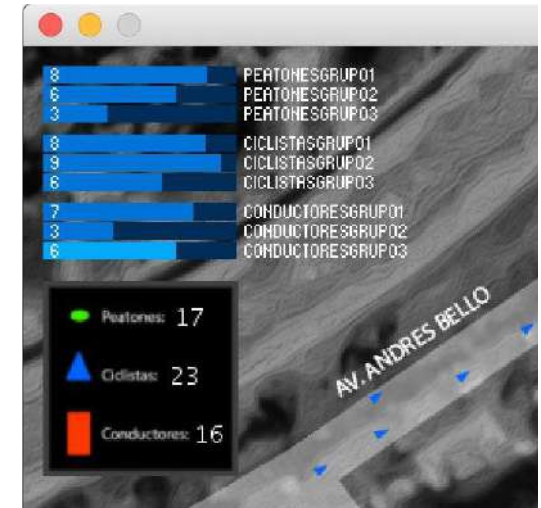 8 PEATONESGRUPO1
6 PEATONESGRUPO2
3 PEATONESGRUPO3
8 CICLISTASGRUPO1
9 CICLISTASGRUPO2
6 CICLISTASGRUPO3
7 CONDUCTORESGRUPO1
3 CONDUCTORESGRUPO2
6 CONDUCTORESGRUPO3
Peatones: 17
Ciclistas: 23
Conductores: 16
AV. ANDRES BELLO